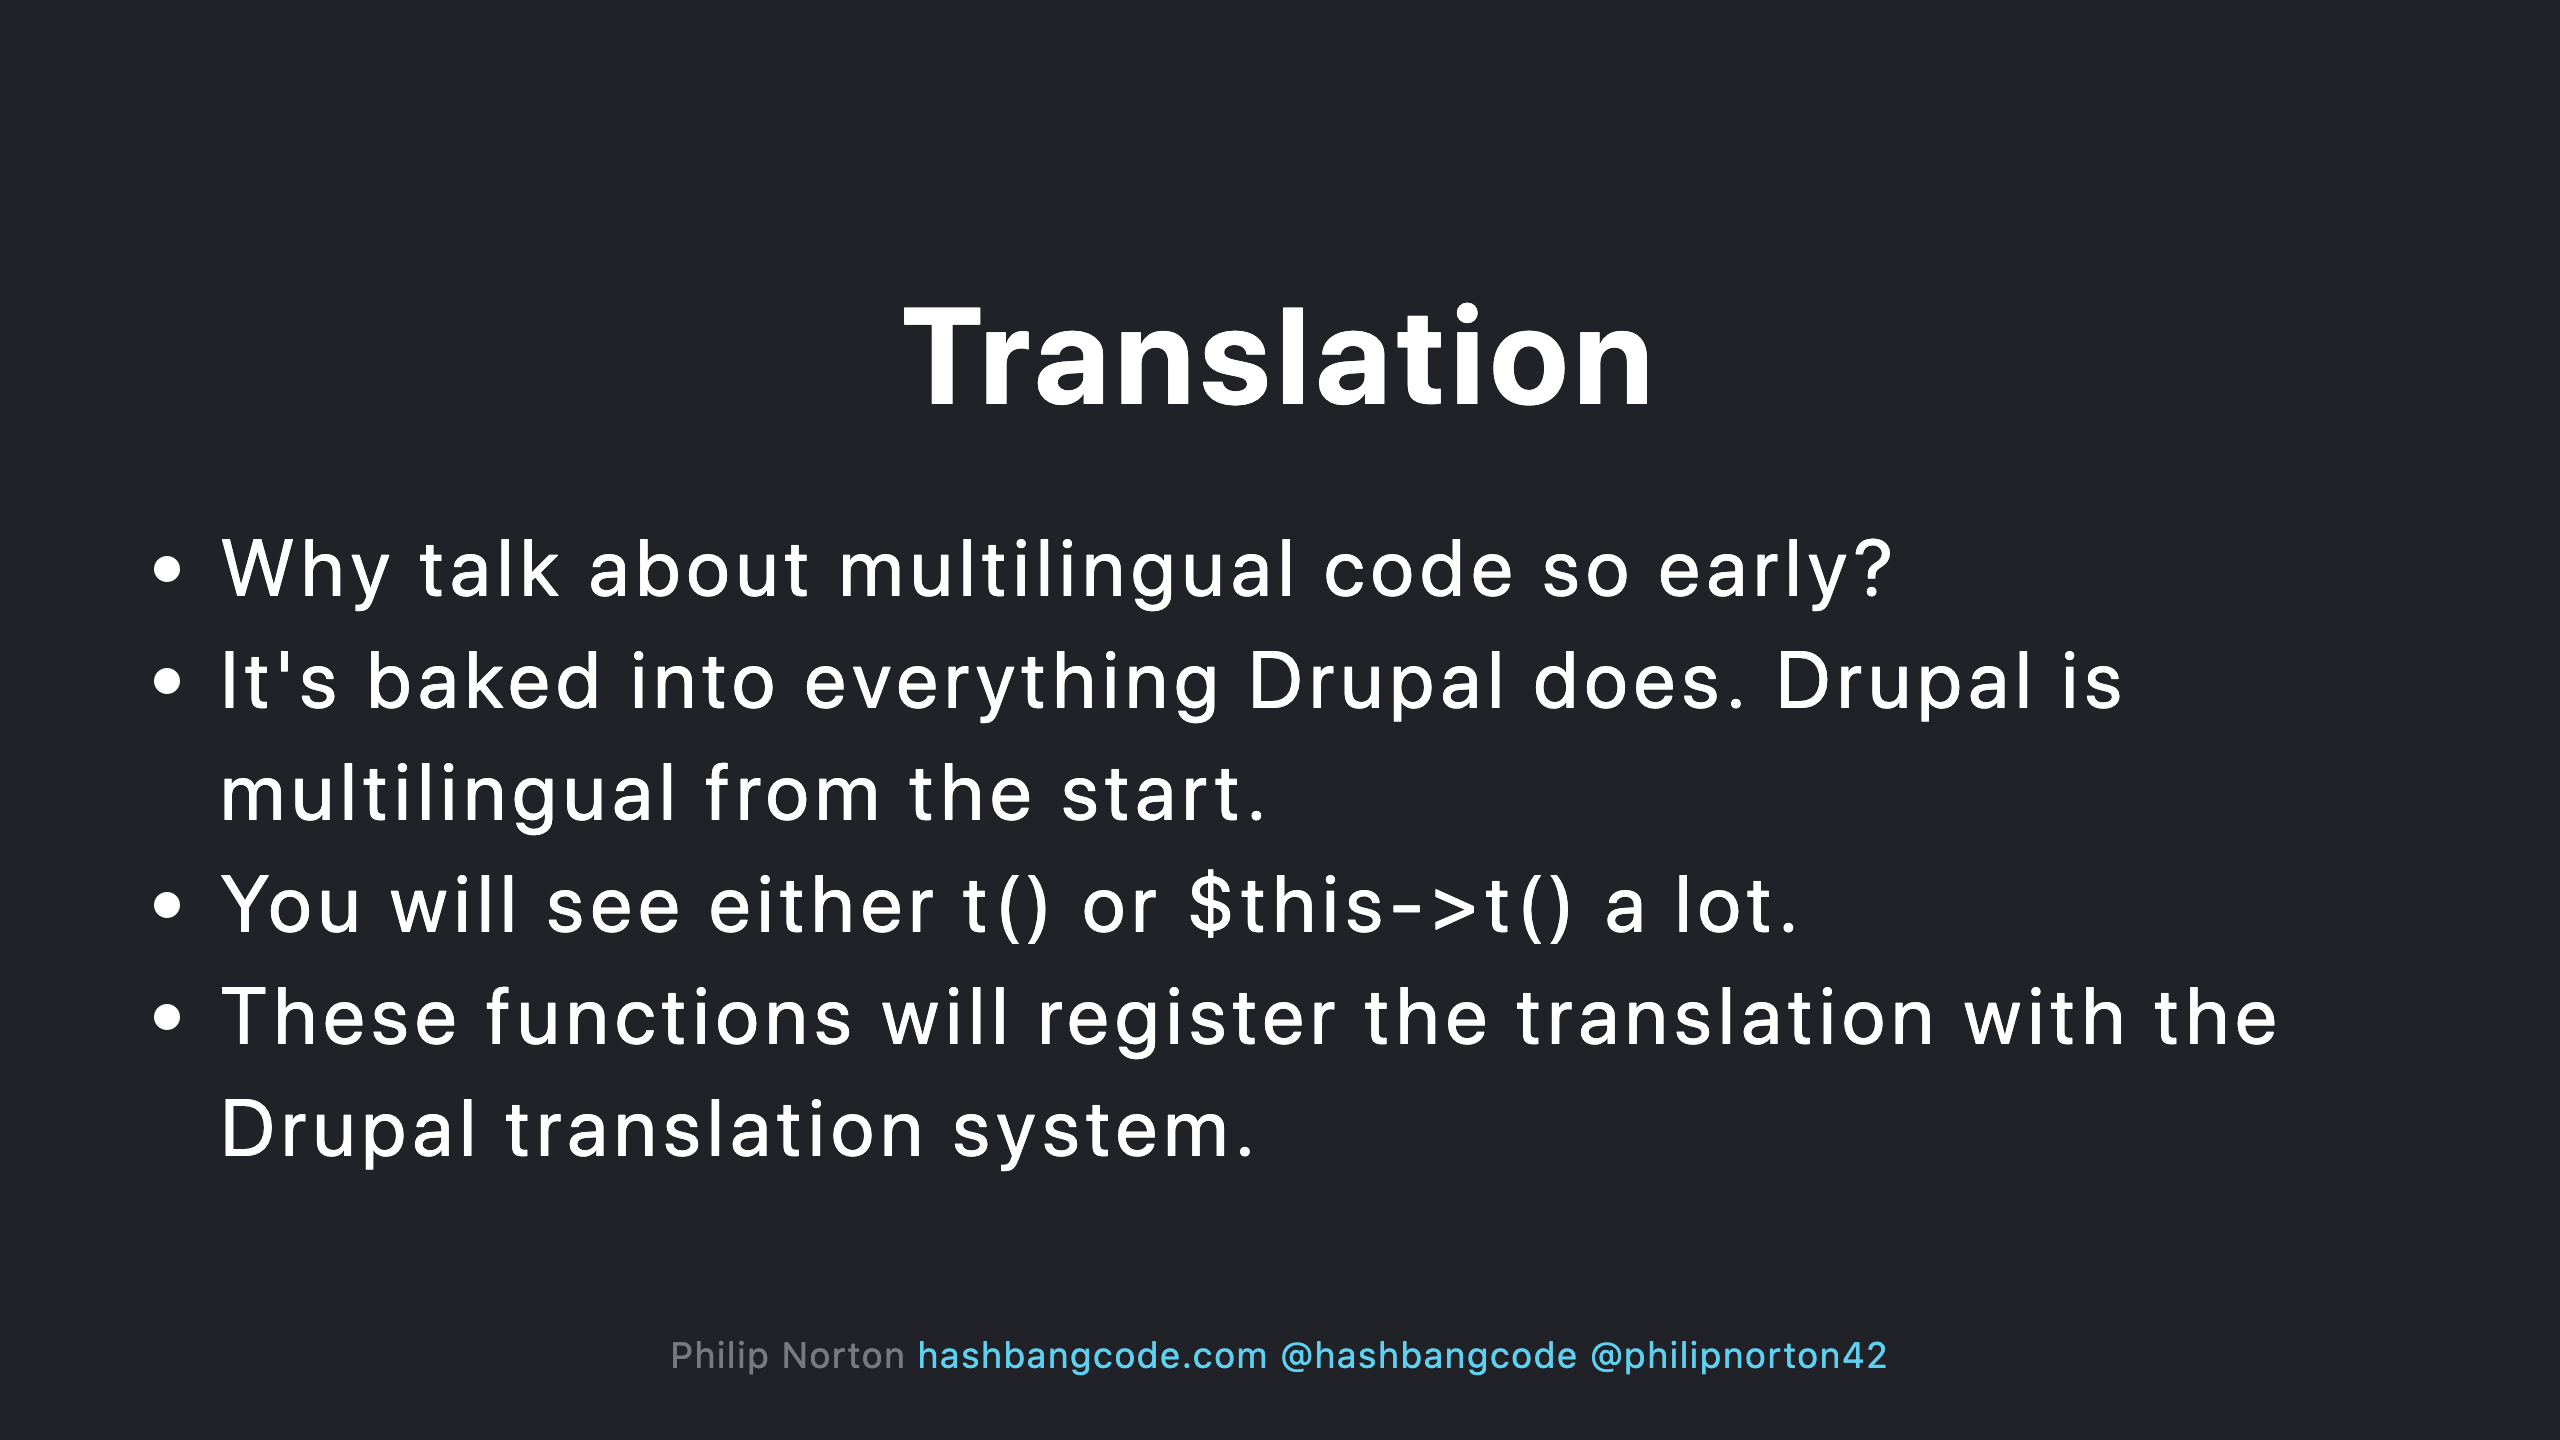 Translation
• Why talk about multilingual code so early?
• It's baked into everything Drupal does. Drupal is
multilingual from the start.
• You will see either t() or $this->t() a lot.
• These functions will register the translation with the
Drupal translation system.
Philip Norton hashbangcode.com @hashbangcode @philipnorton42